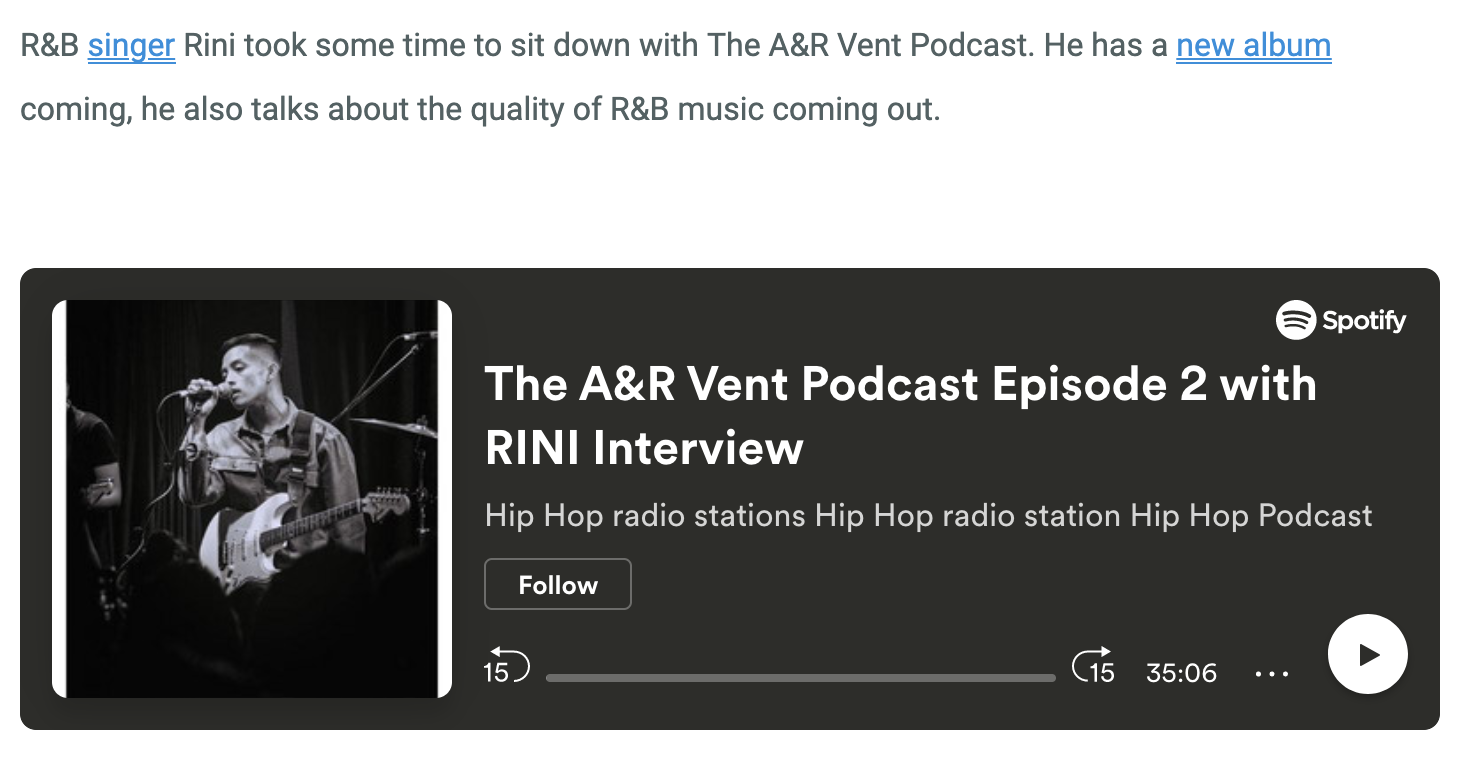 R&B singer Rini took some time to sit down with The A&R Vent Podcast. He has a new album
coming, he also talks about the quality of R&B music coming out.
Spotify
The A&R Vent Podcast Episode 2 with
RINI Interview
Hip Hop radio stations Hip Hop radio station Hip Hop Podcast
Follow
15 15 35:06 ...